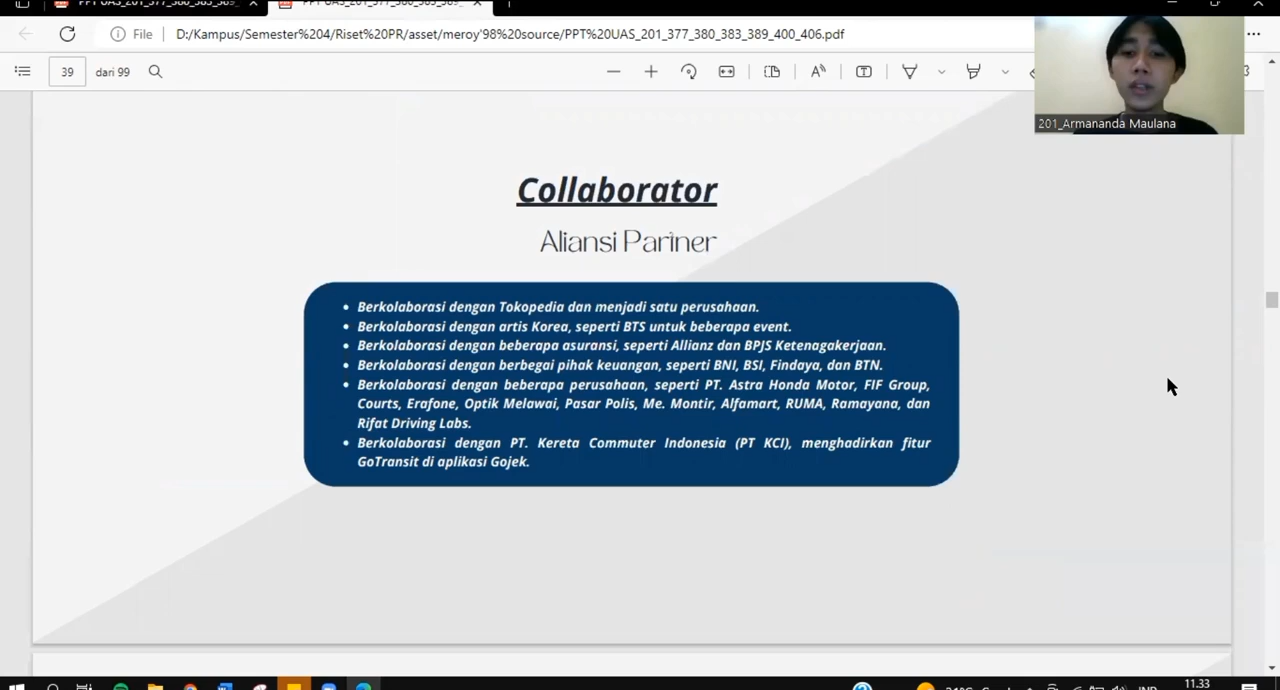 File
D:/Kampus/Semester%204/Riset%20PR/asset/meroy'98%20source/PPT%20UAS_201_377_380_383_389_400_406.pdf
39 dari 99
201_Armananda Maulana
Collaborator
Aliansi Partner
Berkolaborasi dengan Tokopedia dan menjadi satu perusahaan.
Berkolaborasi dengan artis Korea, seperti BTS untuk beberapa event.
Berkolaborasi dengan beberapa asuransi, seperti Allianz dan BPJS Ketenagakerjaan.
Berkolaborasi dengan berbegai pihak keuangan, seperti BNI, BSI, Findaya, dan BTN.
Berkolaborasi dengan beberapa perusahaan, seperti PT. Astra Honda Motor, FIF Group,
Courts, Erafone, Optik Melawai, Pasar Polis, Me. Montir, Alfamart, RUMA, Ramayana, dan
Rifat Driving Labs.
Berkolaborasi dengan PT. Kereta Commuter Indonesia (PT KCI), menghadirkan fitur
GoTransit di aplikasi Gojek.
11.33